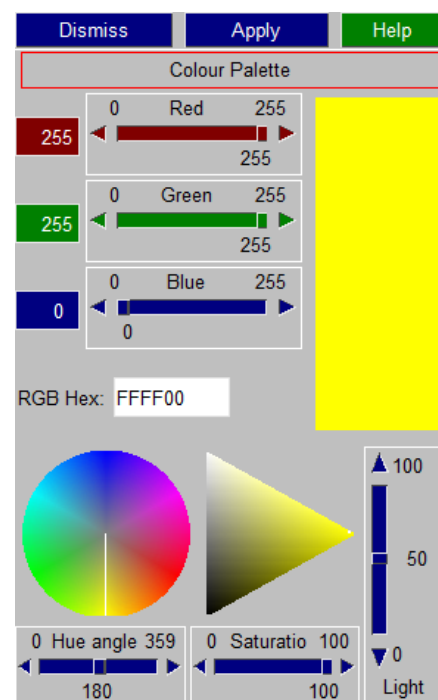 Dismiss Apply Help
Colour Palette
0 Red 255
255
255
0 Green 255
255
255
0 Blue 255
0
0
RGB Hex: FFFF00
100
50
0
Light
0 Hue angle 359
180
0 Saturatio 100
100